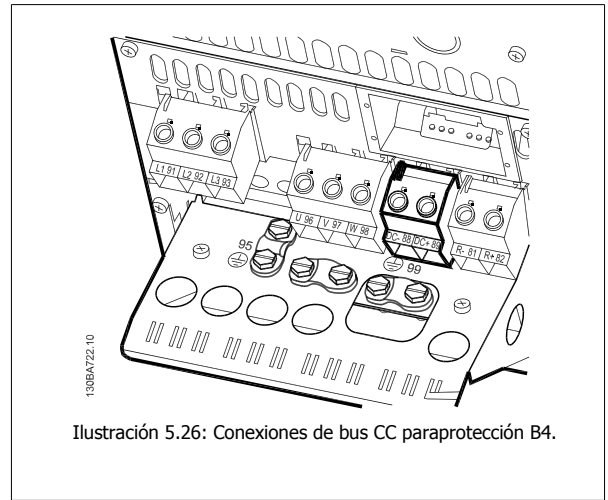 L1 91 L2 92 L3 93
U 96 V 97 W 98
DC- 88 DC+ 89
R- 81 R+ 82
95
99
130BA722.10
Ilustración 5.26: Conexiones de bus CC paraprotección B4.